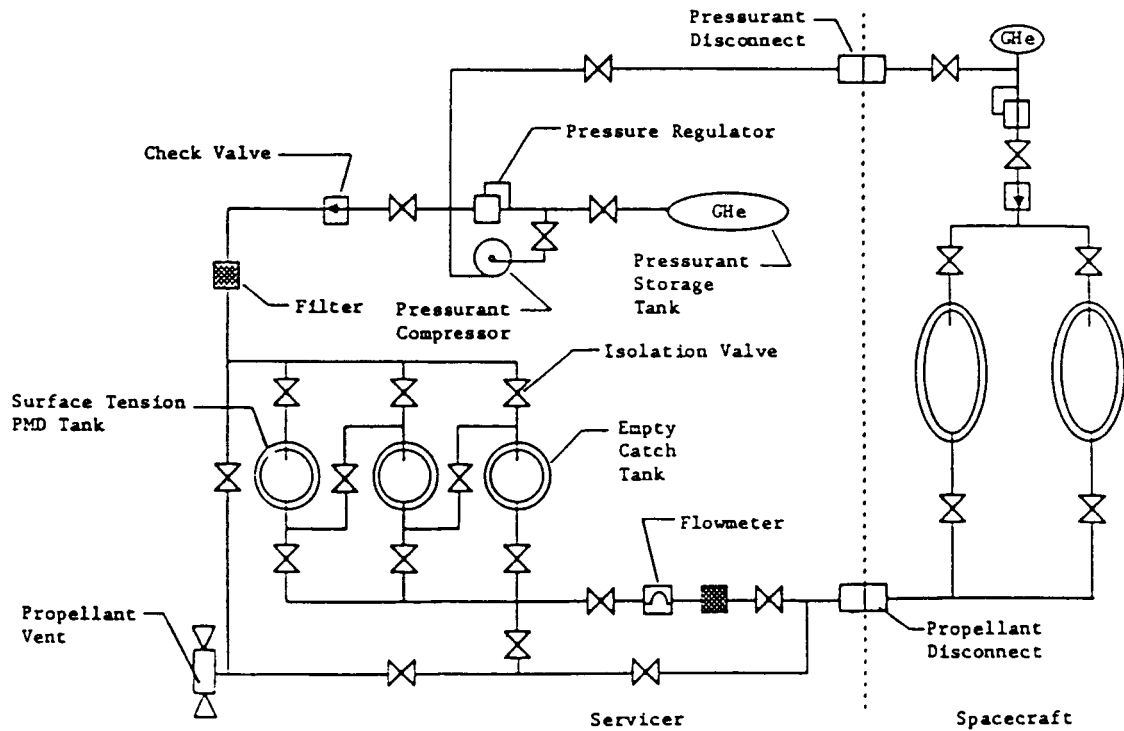 Pressurant
Disconnect
GHe
Pressure Regulator
Check Valve
GHe
Pressurant
Storage
Tank
Filter
Pressurant
Compressor
Isolation Valve
Surface Tension
PMD Tank
Empty
Catch
Tank
Flowmeter
Propellant
Vent
Propellant
Disconnect
Servicer
Spacecraft